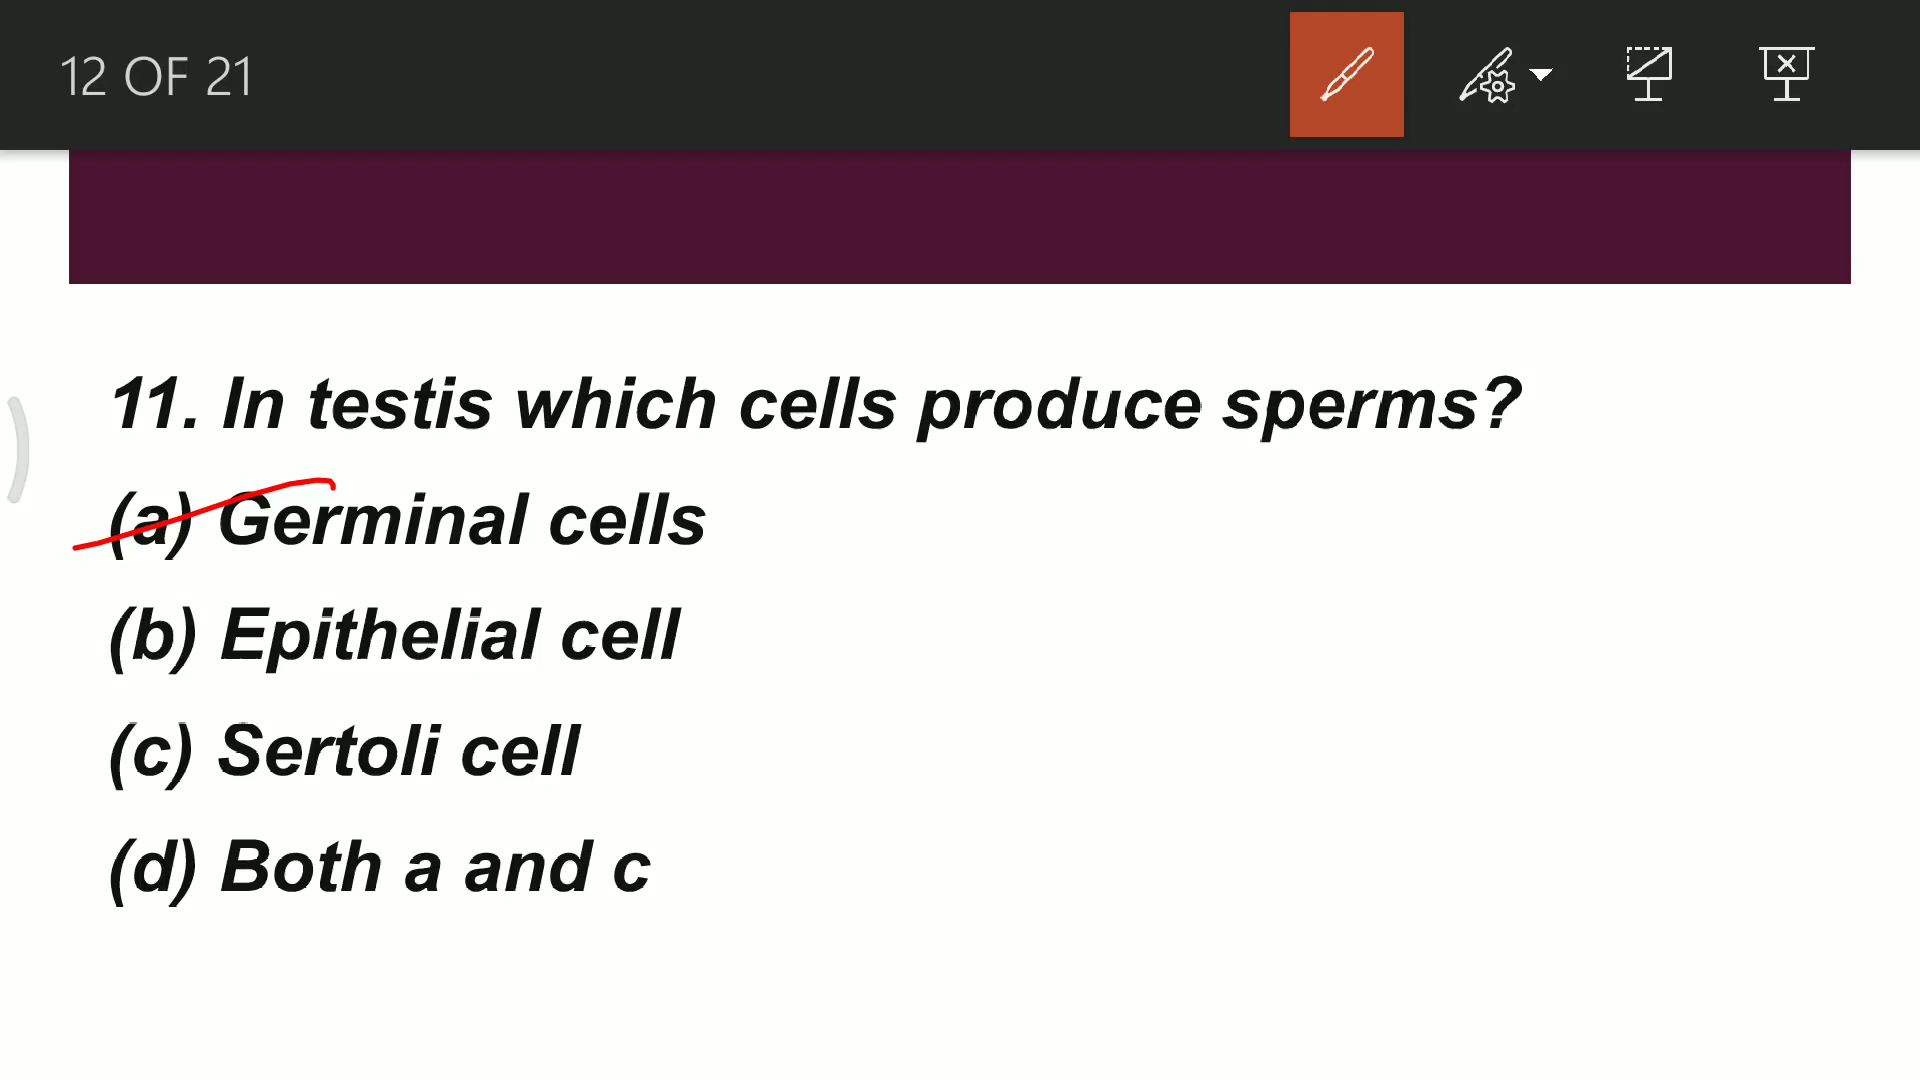 12 OF 21
11. In testis which cells produce sperms?
(a) Germinal cells
(b) Epithelial cell
(c) Sertoli cell
(d) Both a and c